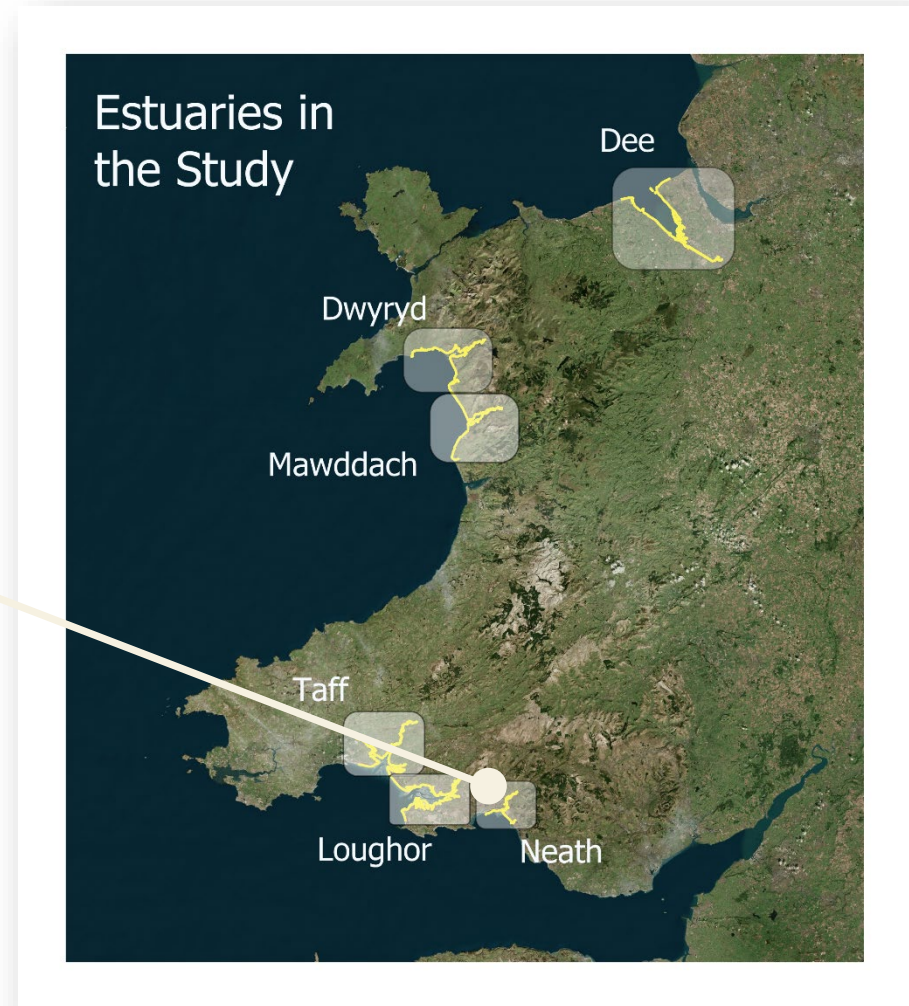 Estuaries in
the Study
Dee
Dwyryd
Mawddach
Taff
Loughor
Neath